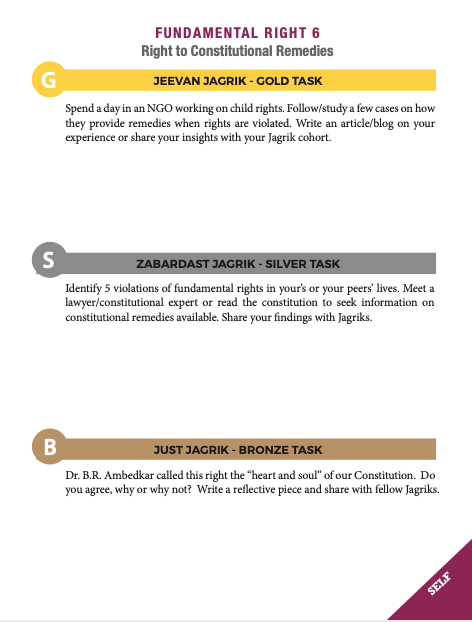 FUNDAMENTAL RIGHT 6
Right to Constitutional Remedies
G
JEEVAN JAGRIK - GOLD TASK
Spend a day in an NGO working on child rights. Follow/study a few cases on how
they provide remedies when rights are violated. Write an article/blog on your
experience or share your insights with your Jagrik cohort.
S
ZABARDAST JAGRIK - SILVER TASK
Identify 5 violations of fundamental rights in your's or your peers' lives. Meet a
lawyer/constitutional expert or read the constitution to seek information on
constitutional remedies available. Share your findings with Jagriks.
B
JUST JAGRIK - BRONZE TASK
Dr. B.R. Ambedkar called this right the “heart and soul” of our Constitution. Do
you agree, why or why not? Write a reflective piece and share with fellow Jagriks.
SELF